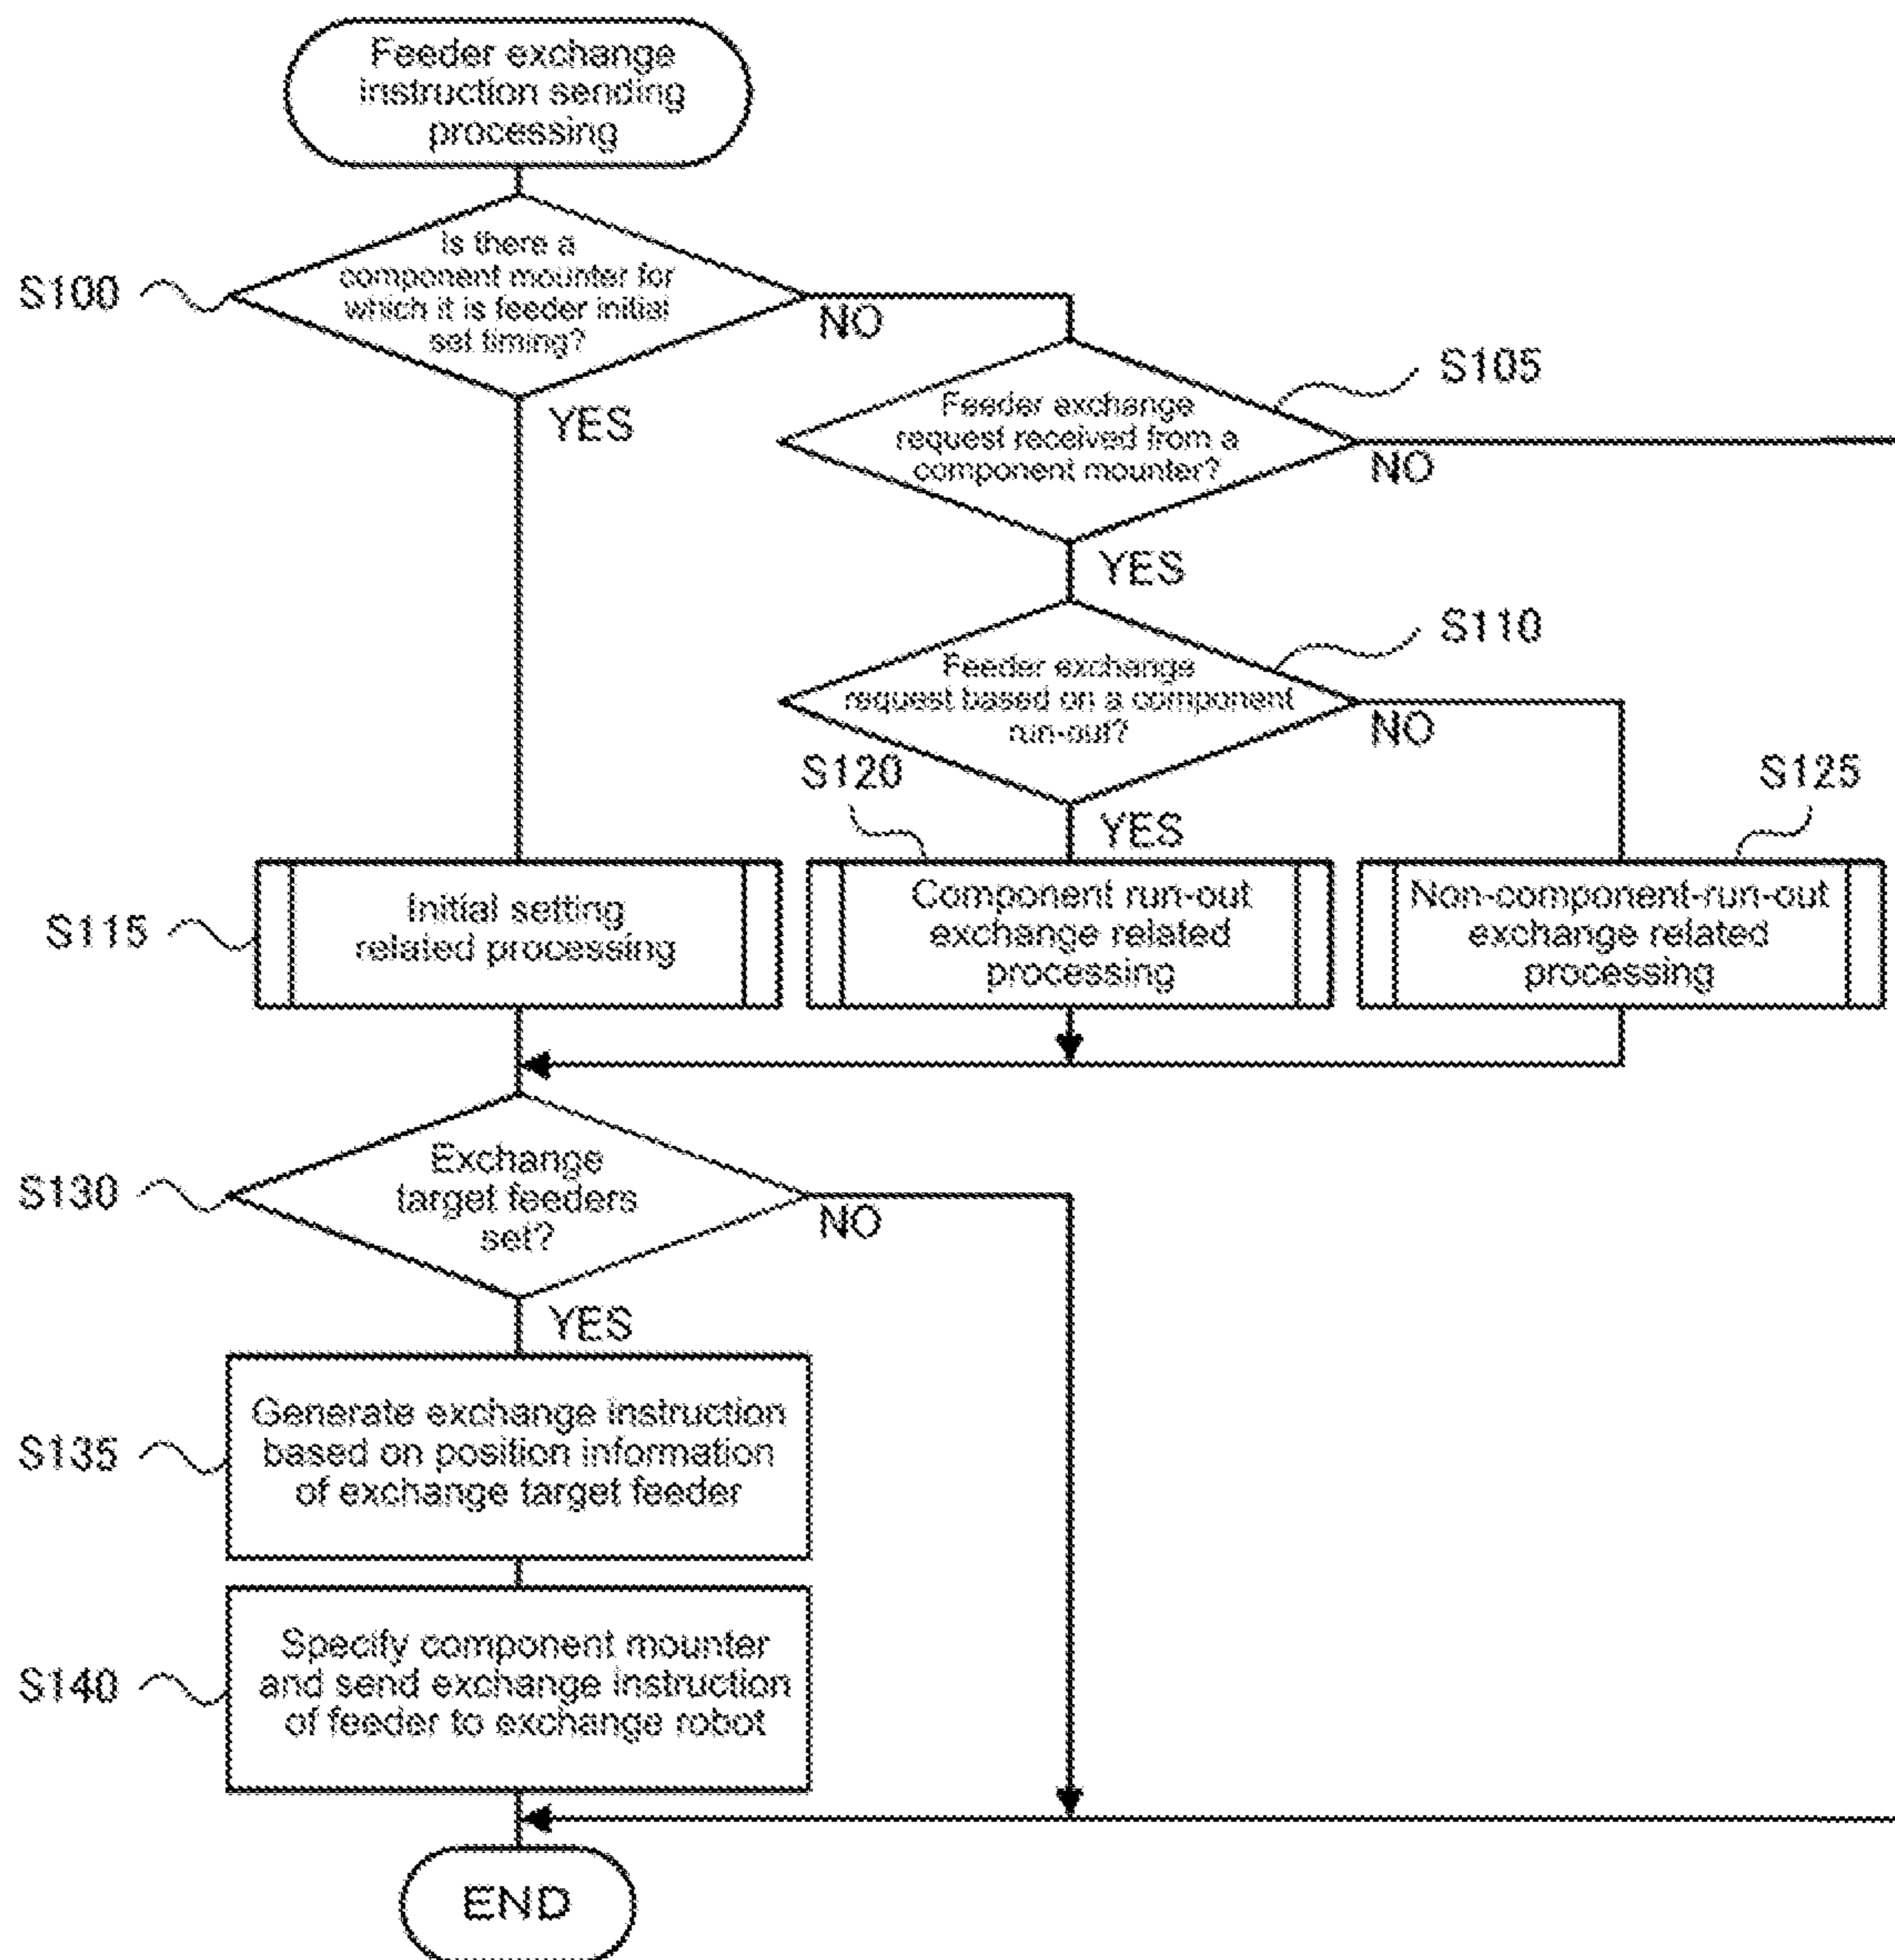 Feeder exchange
instruction sending
processing
S100
Is there a
component mounter for
which it is feeder initial
set timing?
NO
YES
S105
Feeder exchange
request received from a
component mounter?
NO
YES
S110
Feeder exchange
request based on a component
run-out?
NO
YES
S115
Initial setting
related processing
S120
Component run-out
exchange related
processing
S125
Non-component-run-out
exchange related
processing
S130
Exchange
target feeders
set?
NO
YES
S135
Generate exchange instruction
based on position information
of exchange target feeder
S140
Specify component mounter
and send exchange instruction
of feeder to exchange robot
END